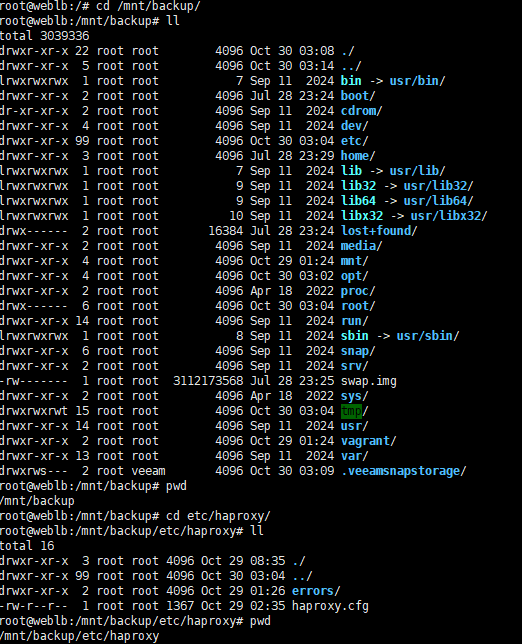 root@weblb:/# cd /mnt/backup/
root@weblb:/mnt/backup# ll
total 3039336
drwxr-xr-x 22 root root 4096 Oct 30 03:08 ./
drwxr-xr-x 5 root root 4096 Oct 30 03:14 ../
lrwxrwxrwx 1 root root 7 Sep 11 2024 bin -> usr/bin/
drwxr-xr-x 2 root root 4096 Jul 28 23:24 boot/
dr-xr-xr-x 2 root root 4096 Sep 11 2024 cdrom/
drwxr-xr-x 4 root root 4096 Sep 11 2024 dev/
drwxr-xr-x 99 root root 4096 Oct 30 03:04 etc/
drwxr-xr-x 3 root root 4096 Jul 28 23:29 home/
lrwxrwxrwx 1 root root 7 Sep 11 2024 lib -> usr/lib/
lrwxrwxrwx 1 root root 9 Sep 11 2024 lib32 -> usr/lib32/
lrwxrwxrwx 1 root root 9 Sep 11 2024 lib64 -> usr/lib64/
lrwxrwxrwx 1 root root 10 Sep 11 2024 libx32 -> usr/libx32/
drwx------ 2 root root 16384 Jul 28 23:24 lost+found/
drwxr-xr-x 2 root root 4096 Sep 11 2024 media/
drwxr-xr-x 4 root root 4096 Oct 29 01:24 mnt/
drwxr-xr-x 4 root root 4096 Oct 30 03:02 opt/
drwxr-xr-x 2 root root 4096 Apr 18 2022 proc/
drwx------ 6 root root 4096 Oct 30 03:04 root/
drwxr-xr-x 14 root root 4096 Sep 11 2024 run/
lrwxrwxrwx 1 root root 8 Sep 11 2024 sbin -> usr/sbin/
drwxr-xr-x 6 root root 4096 Sep 11 2024 snap/
drwxr-xr-x 2 root root 4096 Sep 11 2024 srv/
-rw------- 1 root root 3112173568 Jul 28 23:25 swap.img
drwxr-xr-x 2 root root 4096 Apr 18 2022 sys/
drwxrwxrwt 15 root root 4096 Oct 30 03:04 tmp/
drwxr-xr-x 14 root root 4096 Sep 11 2024 usr/
drwxr-xr-x 2 root root 4096 Oct 29 01:24 vagrant/
drwxr-xr-x 13 root root 4096 Sep 11 2024 var/
drwxrws--- 2 root veeam 4096 Oct 30 03:09 .veeamsnapstorage/
root@weblb:/mnt/backup# pwd
/mnt/backup
root@weblb:/mnt/backup# cd etc/haproxy/
root@weblb:/mnt/backup/etc/haproxy# ll
total 16
drwxr-xr-x 3 root root 4096 Oct 29 08:35 ./
drwxr-xr-x 99 root root 4096 Oct 30 03:04 ../
drwxr-xr-x 2 root root 4096 Oct 29 01:26 errors/
-rw-r--r-- 1 root root 1367 Oct 29 02:35 haproxy.cfg
root@weblb:/mnt/backup/etc/haproxy# pwd
/mnt/backup/etc/haproxy